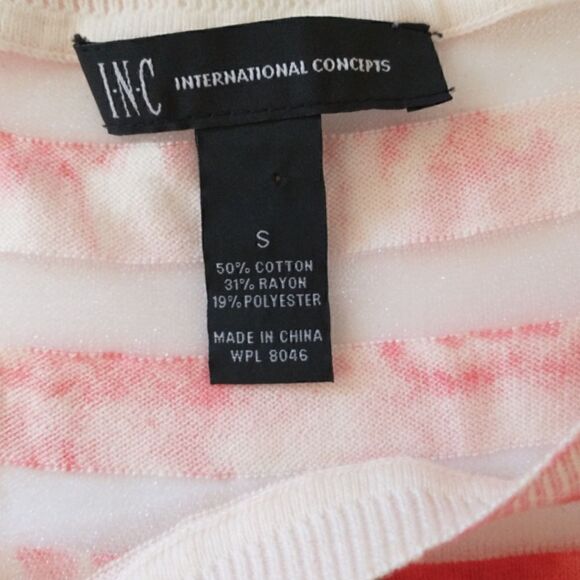 I·N·C INTERNATIONAL CONCEPTS
S
50% COTTON
31% RAYON
19% POLYESTER
MADE IN CHINA
WPL 8046